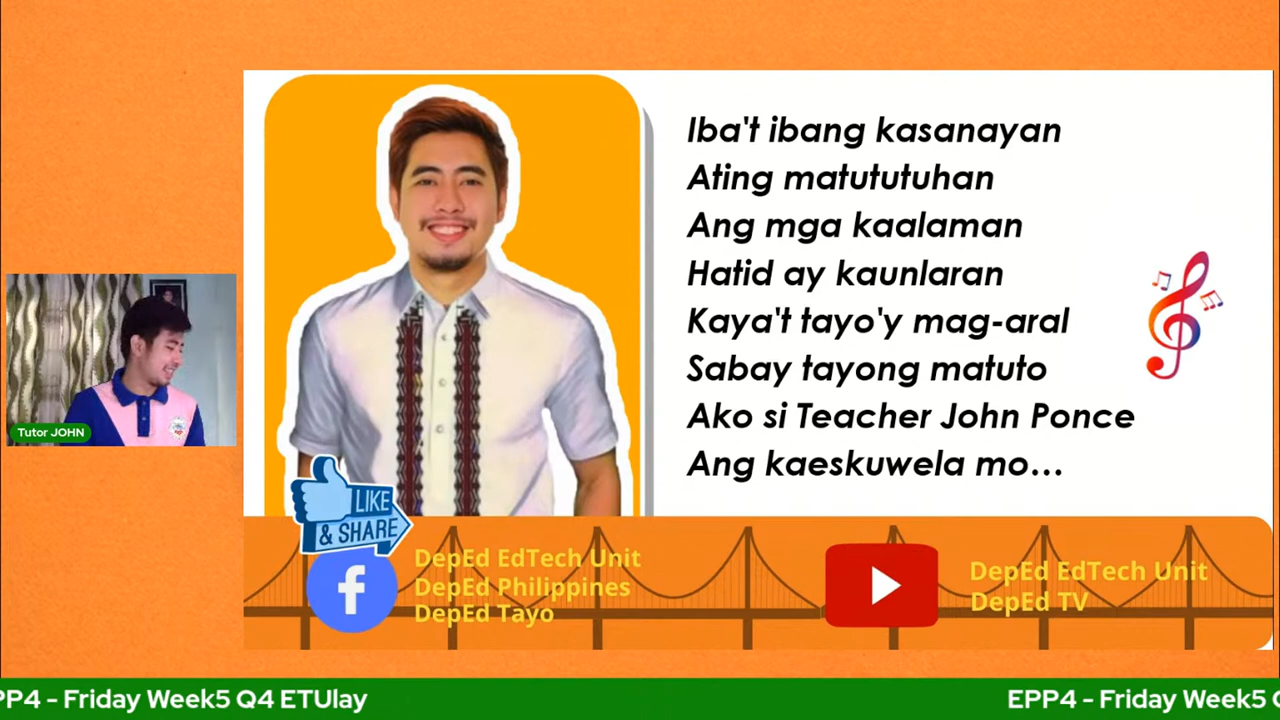 Iba't ibang kasanayan
Ating matututuhan
Ang mga kaalaman
Hatid ay kaunlaran
Kaya't tayo'y mag-aral
Sabay tayong matuto
Ako si Teacher John Ponce
Ang kaeskuwela mo...
Tutor JOHN
LIKE
& SHARE
DepEd EdTech Unit
DepEd Philippines
DepEd Tayo
DepEd EdTech Unit
DepEd TV
PP4 - Friday Week5 Q4 ETUlay
EPP4 - Friday Week5